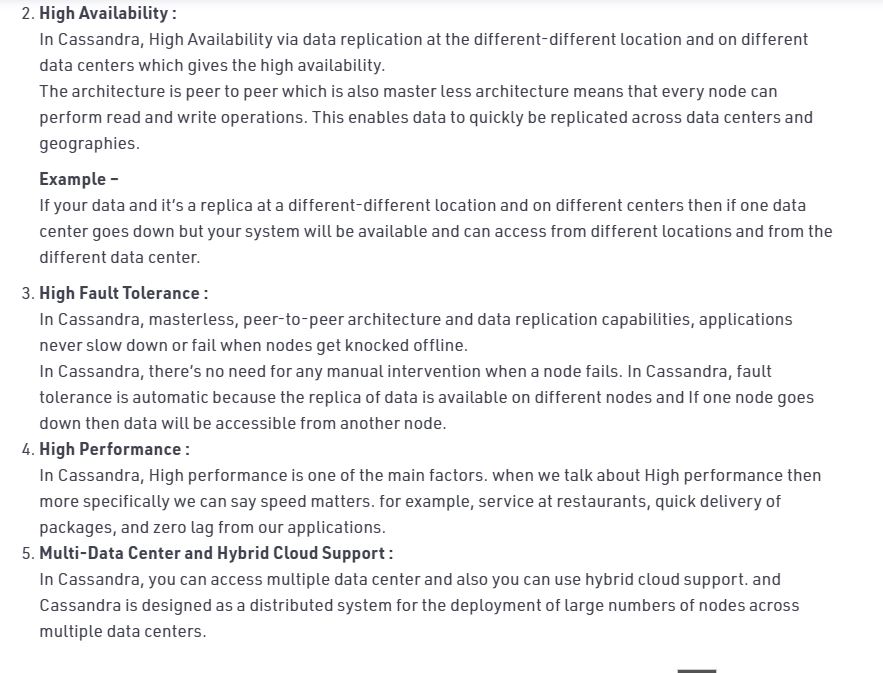 2. High Availability :
In Cassandra, High Availability via data replication at the different-different location and on different
data centers which gives the high availability.
The architecture is peer to peer which is also master less architecture means that every node can
perform read and write operations. This enables data to quickly be replicated across data centers and
geographies.
Example –
If your data and it's a replica at a different-different location and on different centers then if one data
center goes down but your system will be available and can access from different locations and from the
different data center.
3. High Fault Tolerance :
In Cassandra, masterless, peer-to-peer architecture and data replication capabilities, applications
never slow down or fail when nodes get knocked offline.
In Cassandra, there's no need for any manual intervention when a node fails. In Cassandra, fault
tolerance is automatic because the replica of data is available on different nodes and If one node goes
down then data will be accessible from another node.
4. High Performance :
In Cassandra, High performance is one of the main factors. when we talk about High performance then
more specifically we can say speed matters. for example, service at restaurants, quick delivery of
packages, and zero lag from our applications.
5. Multi-Data Center and Hybrid Cloud Support :
In Cassandra, you can access multiple data center and also you can use hybrid cloud support. and
Cassandra is designed as a distributed system for the deployment of large numbers of nodes across
multiple data centers.